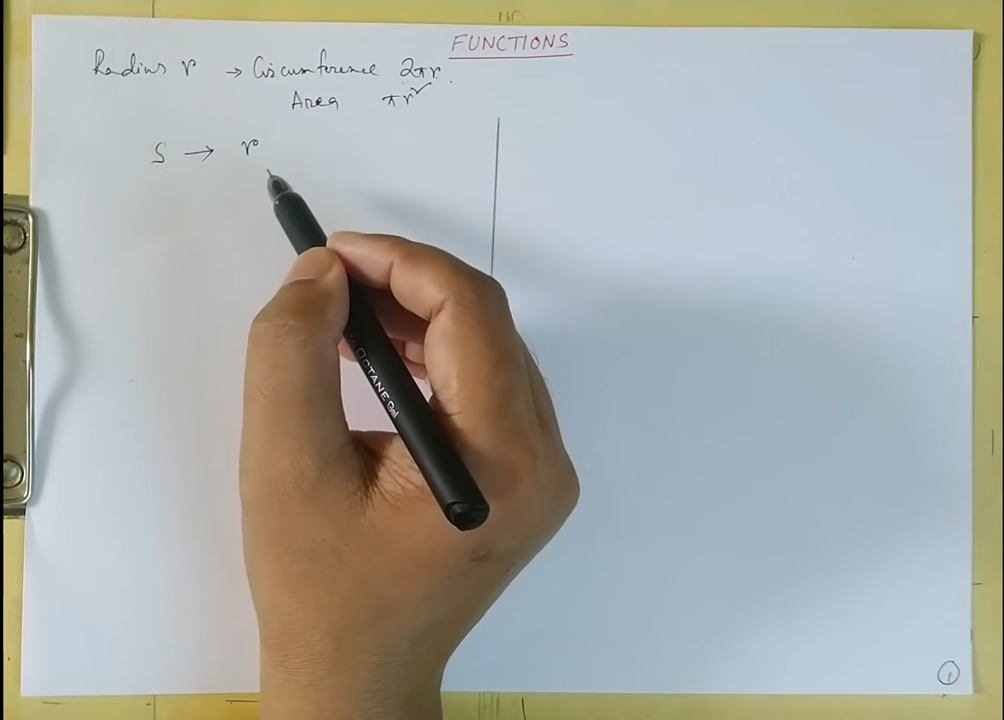 FUNCTIONS
Radius r → Circumference 2πr.
Area πr²
S → r
OCTANE Gel
1